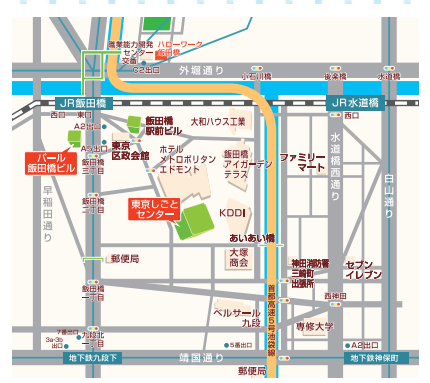 職業能力開発
センター
ハローワーク
飯田橋
交番
C2出口
外堀通り
小石川橋
後楽橋
水道橋
JR飯田橋
JR水道橋
西口
東口
A2出口
飯田橋
駅前ビル
大和ハウス工業
西口
A5出口
東京
区政会館
パール
飯田橋ビル
飯田橋
三丁目
ホテル
メトロポリタン
エドモント
飯田橋
アイガーデン
テラス
ファミリー
マート
水道橋西通り
白山通り
早稲田通り
飯田橋
二丁目
東京しごと
センター
KDDI
あいあい橋
郵便局
大塚
商会
神田消防署
三崎町
出張所
セブン
イレブン
飯田橋
一丁目
首都高速5号池袋線
西神田
ベルサール
九段
専修大学
7番出口
3a·3b
出口
九段北
一丁目
5番出口
A2出口
地下鉄九段下
靖国通り
地下鉄神保町
郵便局